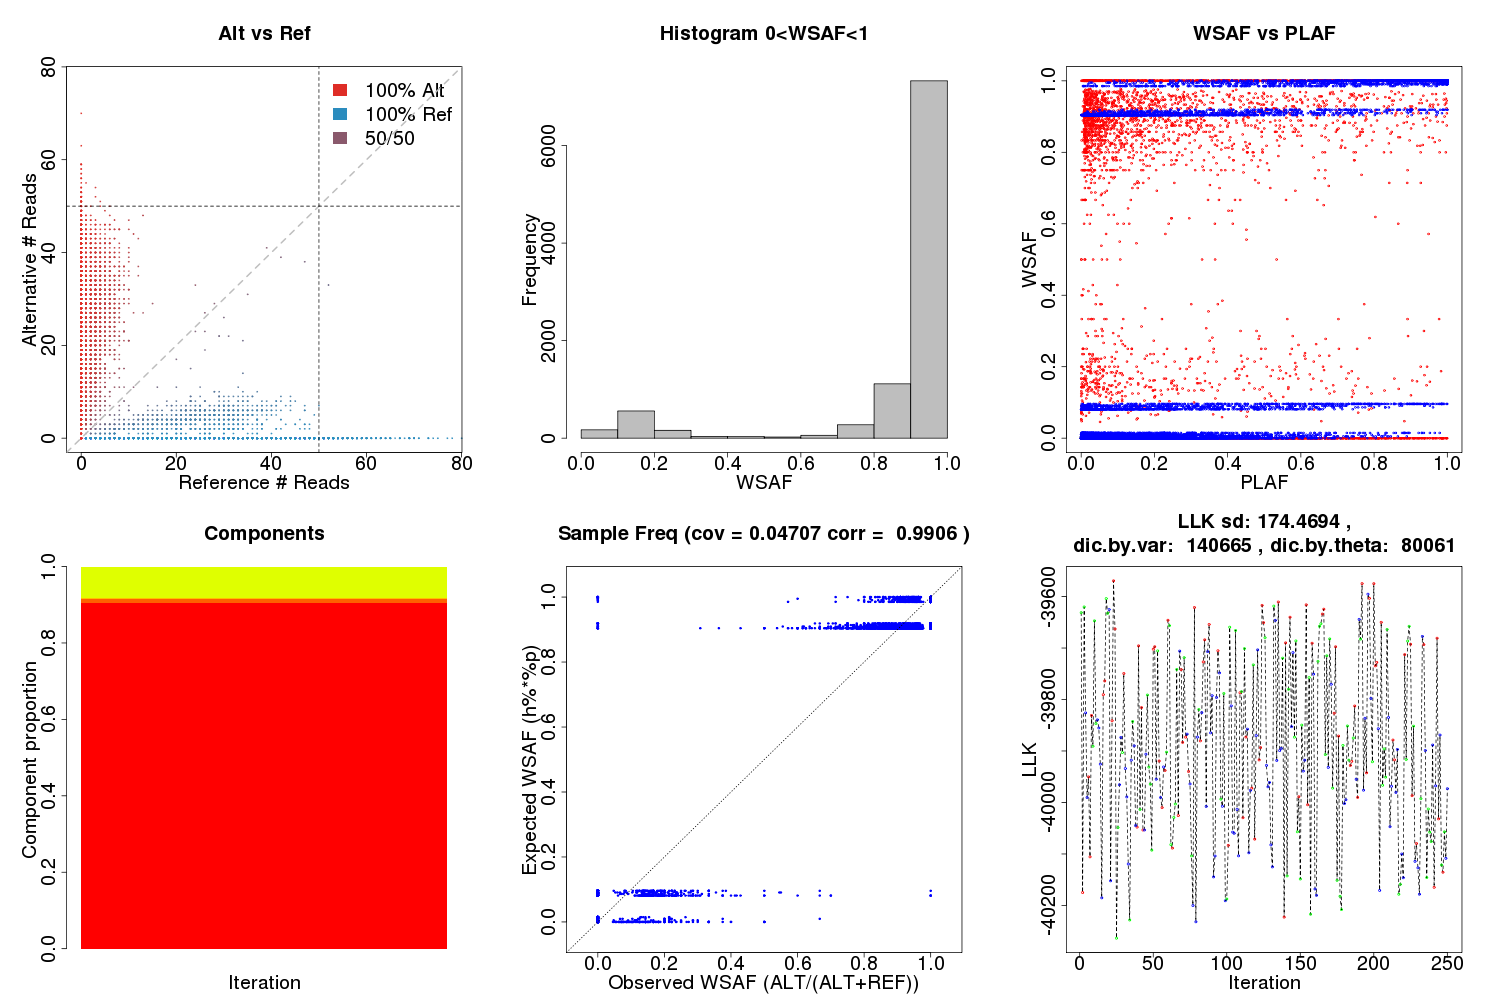 Alt vs Ref
80
60
40
20
0
Alternative # Reads
100% Alt
100% Ref
50/50
0 20 40 60 80
Reference # Reads
Histogram 0<WSAF<1
6000
4000
2000
0
Frequency
0.0 0.2 0.4 0.6 0.8 1.0
WSAF
WSAF vs PLAF
1.0
0.8
0.6
0.4
0.2
0.0
WSAF
0.0 0.2 0.4 0.6 0.8 1.0
PLAF
Components
1.0
0.8
0.6
0.4
0.2
0.0
Component proportion
Iteration
Sample Freq (cov = 0.04707 corr = 0.9906 )
1.0
0.8
0.6
0.4
0.2
0.0
Expected WSAF (h%*%p)
0.0 0.2 0.4 0.6 0.8 1.0
Observed WSAF (ALT/(ALT+REF))
LLK sd: 174.4694 ,
dic.by.var: 140665 , dic.by.theta: 80061
-39600
-39800
-40000
-40200
LLK
0 50 100 150 200 250
Iteration